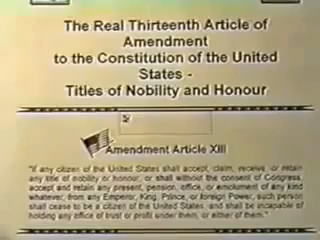 The Real Thirteenth Article of
Amendment
to the Constitution of the United
States -
Titles of Nobility and Honour
Amendment Article XIII
"If any citizen of the United States shall accept, claim, receive, or retain
any title of nobility or honour, or shall without the consent of Congress,
accept and retain any present, pension, office, or emolument of any kind
whatever, from any Emperor, King, Prince, or foreign Power, such person
shall cease to be a citizen of the United States, and shall be incapable of
holding any office of trust or profit under them, or either of them."